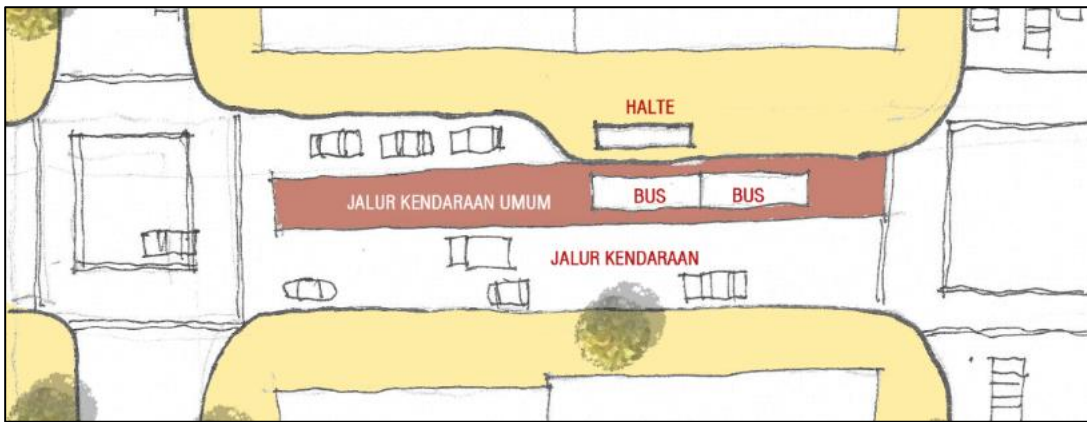 HALTE
JALUR KENDARAAN UMUM
BUS
BUS
JALUR KENDARAAN